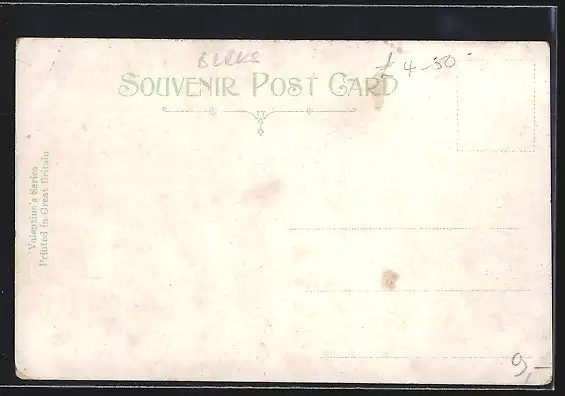 BERKS
£ 4-50
SOUVENIR POST CARD
Valentine's Series
Printed in Great Britain
9,-